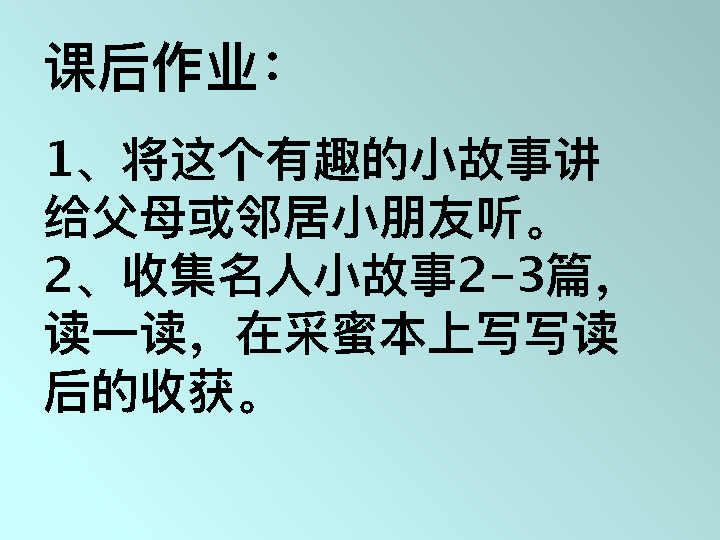 课后作业：
1、将这个有趣的小故事讲
给父母或邻居小朋友听。
2、收集名人小故事2-3篇，
读一读，在采蜜本上写写读
后的收获。